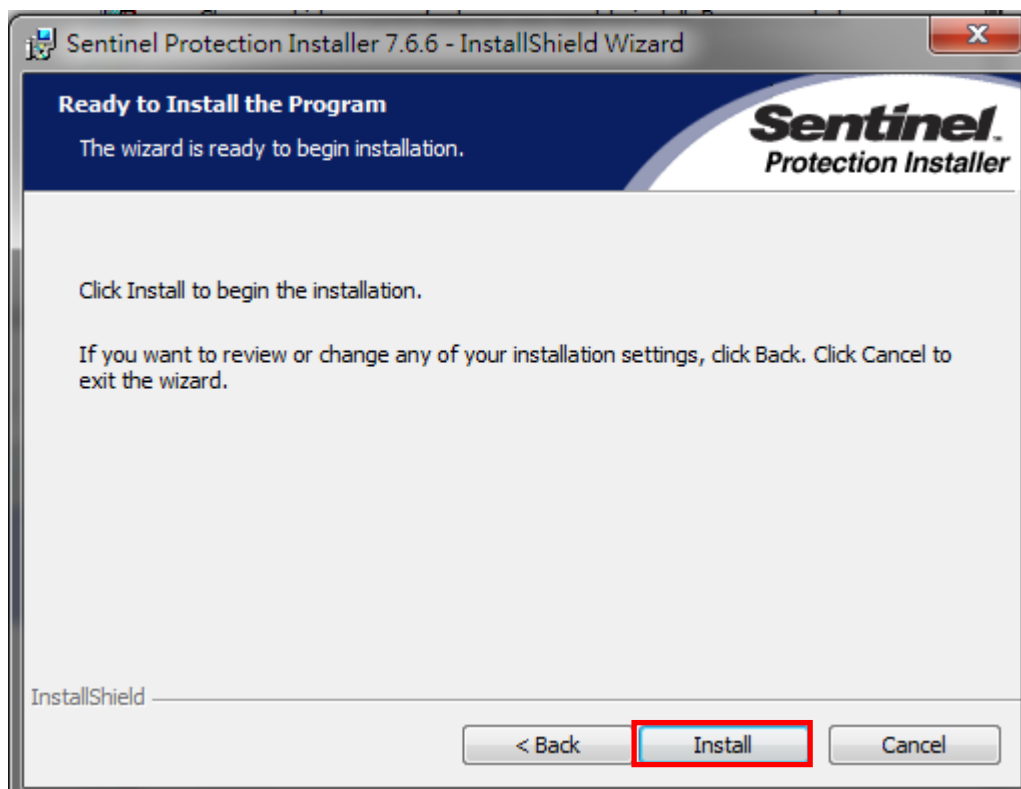 Sentinel Protection Installer 7.6.6 - InstallShield Wizard
Ready to Install the Program
The wizard is ready to begin installation.
Sentinel™
Protection Installer
Click Install to begin the installation.
If you want to review or change any of your installation settings, click Back. Click Cancel to
exit the wizard.
InstallShield
< Back
Install
Cancel